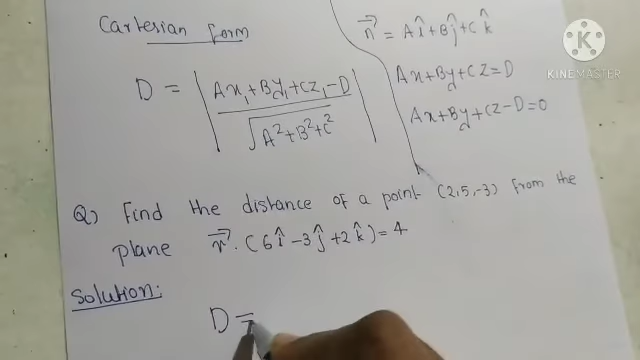 Cartesian form
D = | Ax₁+By₁+Cz₁-D / √A²+B²+C² |
n⃗ = Aî+Bĵ+Ck̂
Ax+By+Cz=D
Ax+By+Cz-D=0
Q) Find the distance of a point (2,5,-3) from the
plane r⃗. (6î-3ĵ+2k̂)=4
Solution:
D=
KINEMASTER